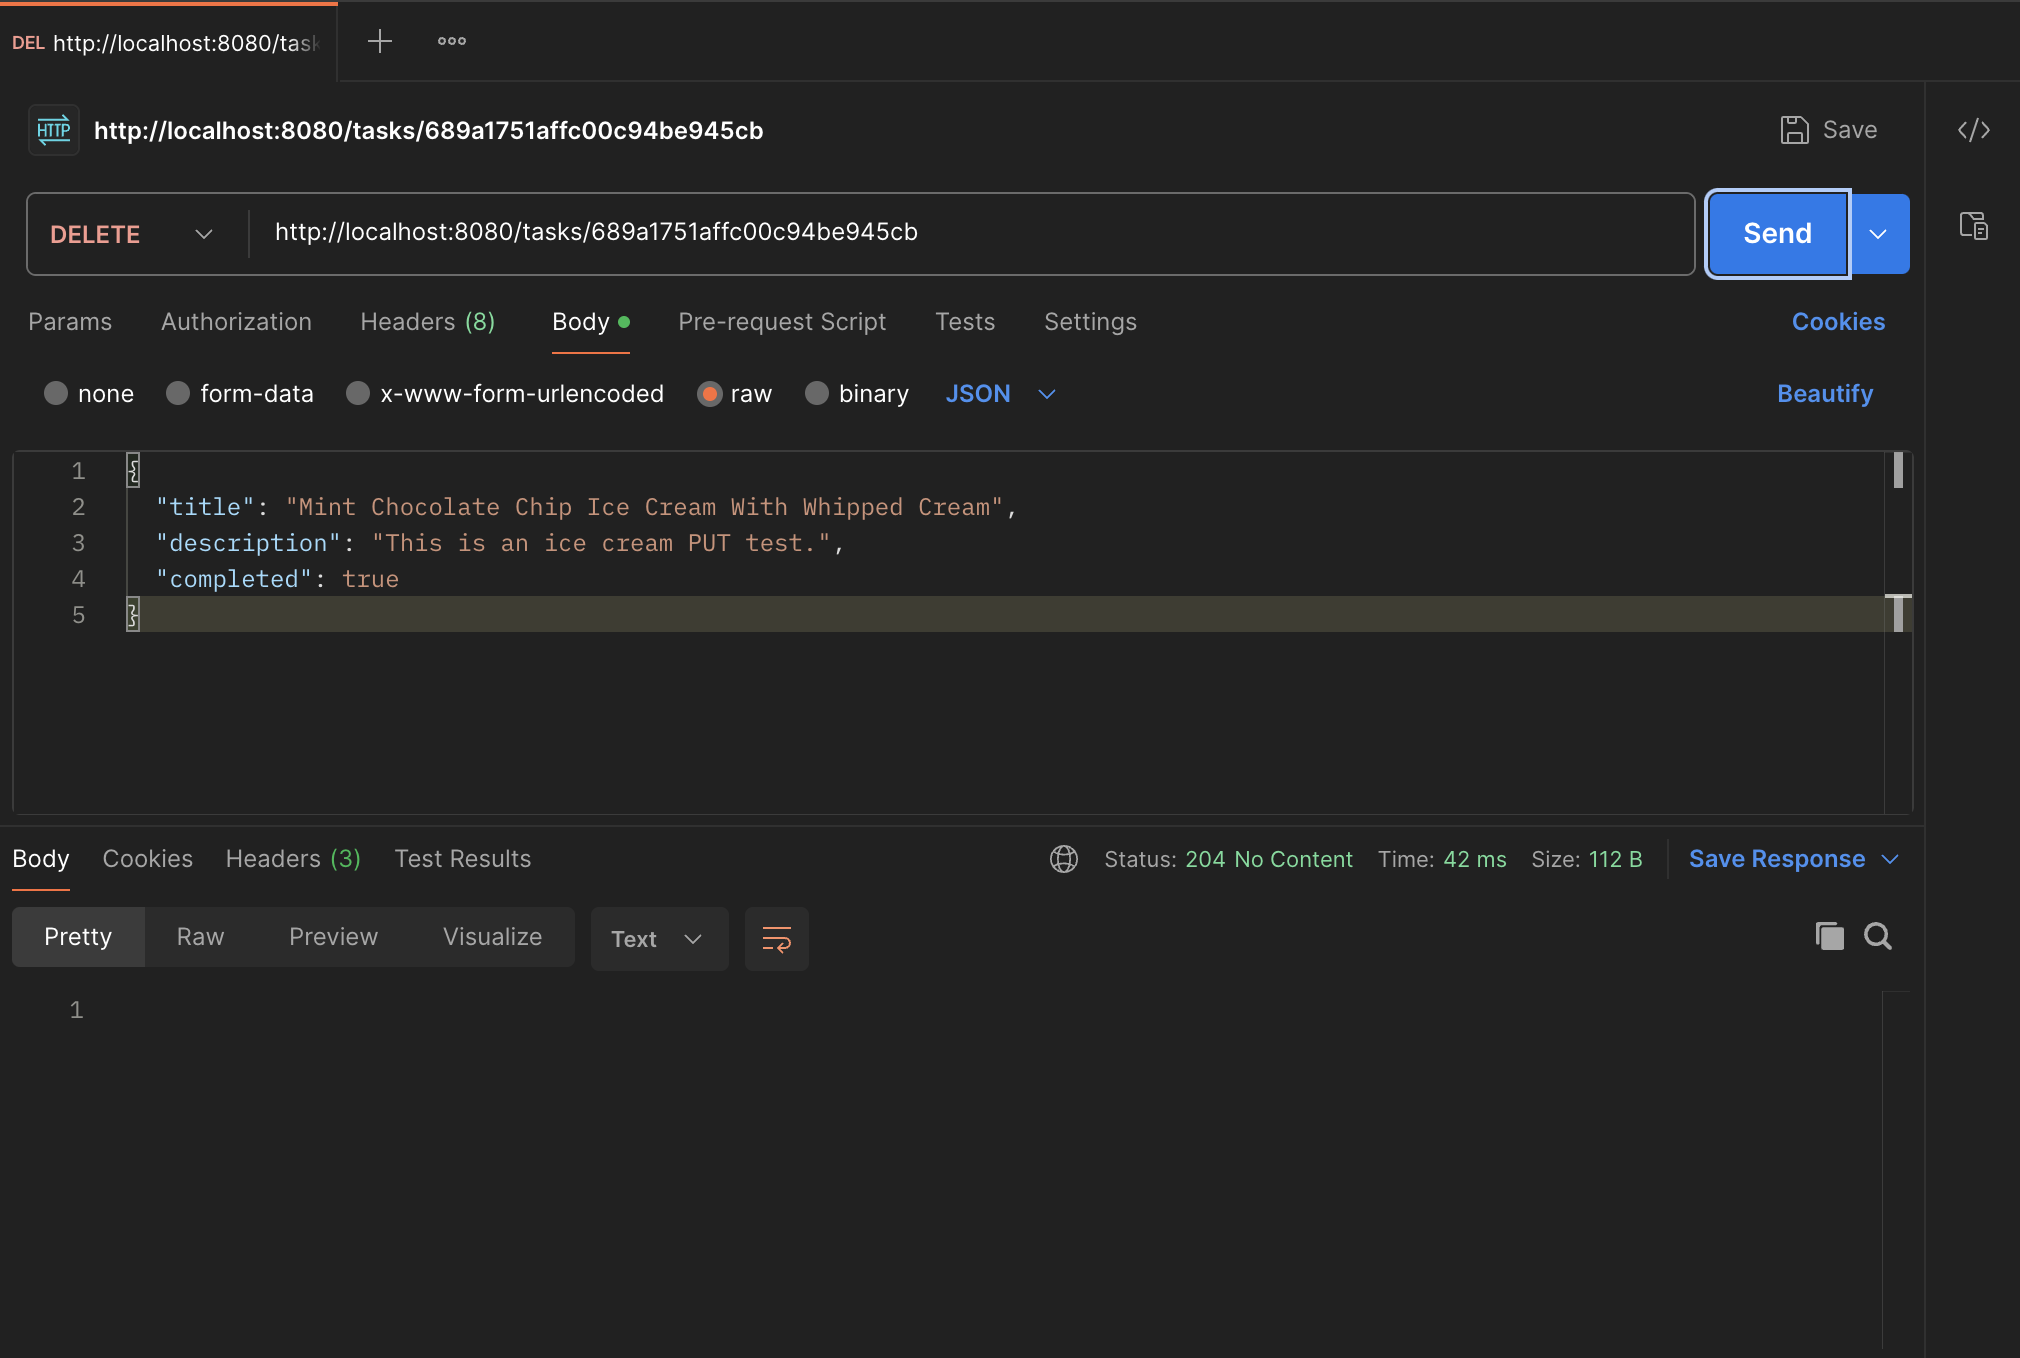 DEL http://localhost:8080/task
HTTP http://localhost:8080/tasks/689a1751affc00c94be945cb Save
DELETE http://localhost:8080/tasks/689a1751affc00c94be945cb Send
Params Authorization Headers (8) Body Pre-request Script Tests Settings Cookies
none form-data x-www-form-urlencoded raw binary JSON Beautify
1 {
2 "title": "Mint Chocolate Chip Ice Cream With Whipped Cream",
3 "description": "This is an ice cream PUT test.",
4 "completed": true
5 }
Body Cookies Headers (3) Test Results Status: 204 No Content Time: 42 ms Size: 112 B Save Response
Pretty Raw Preview Visualize Text
1